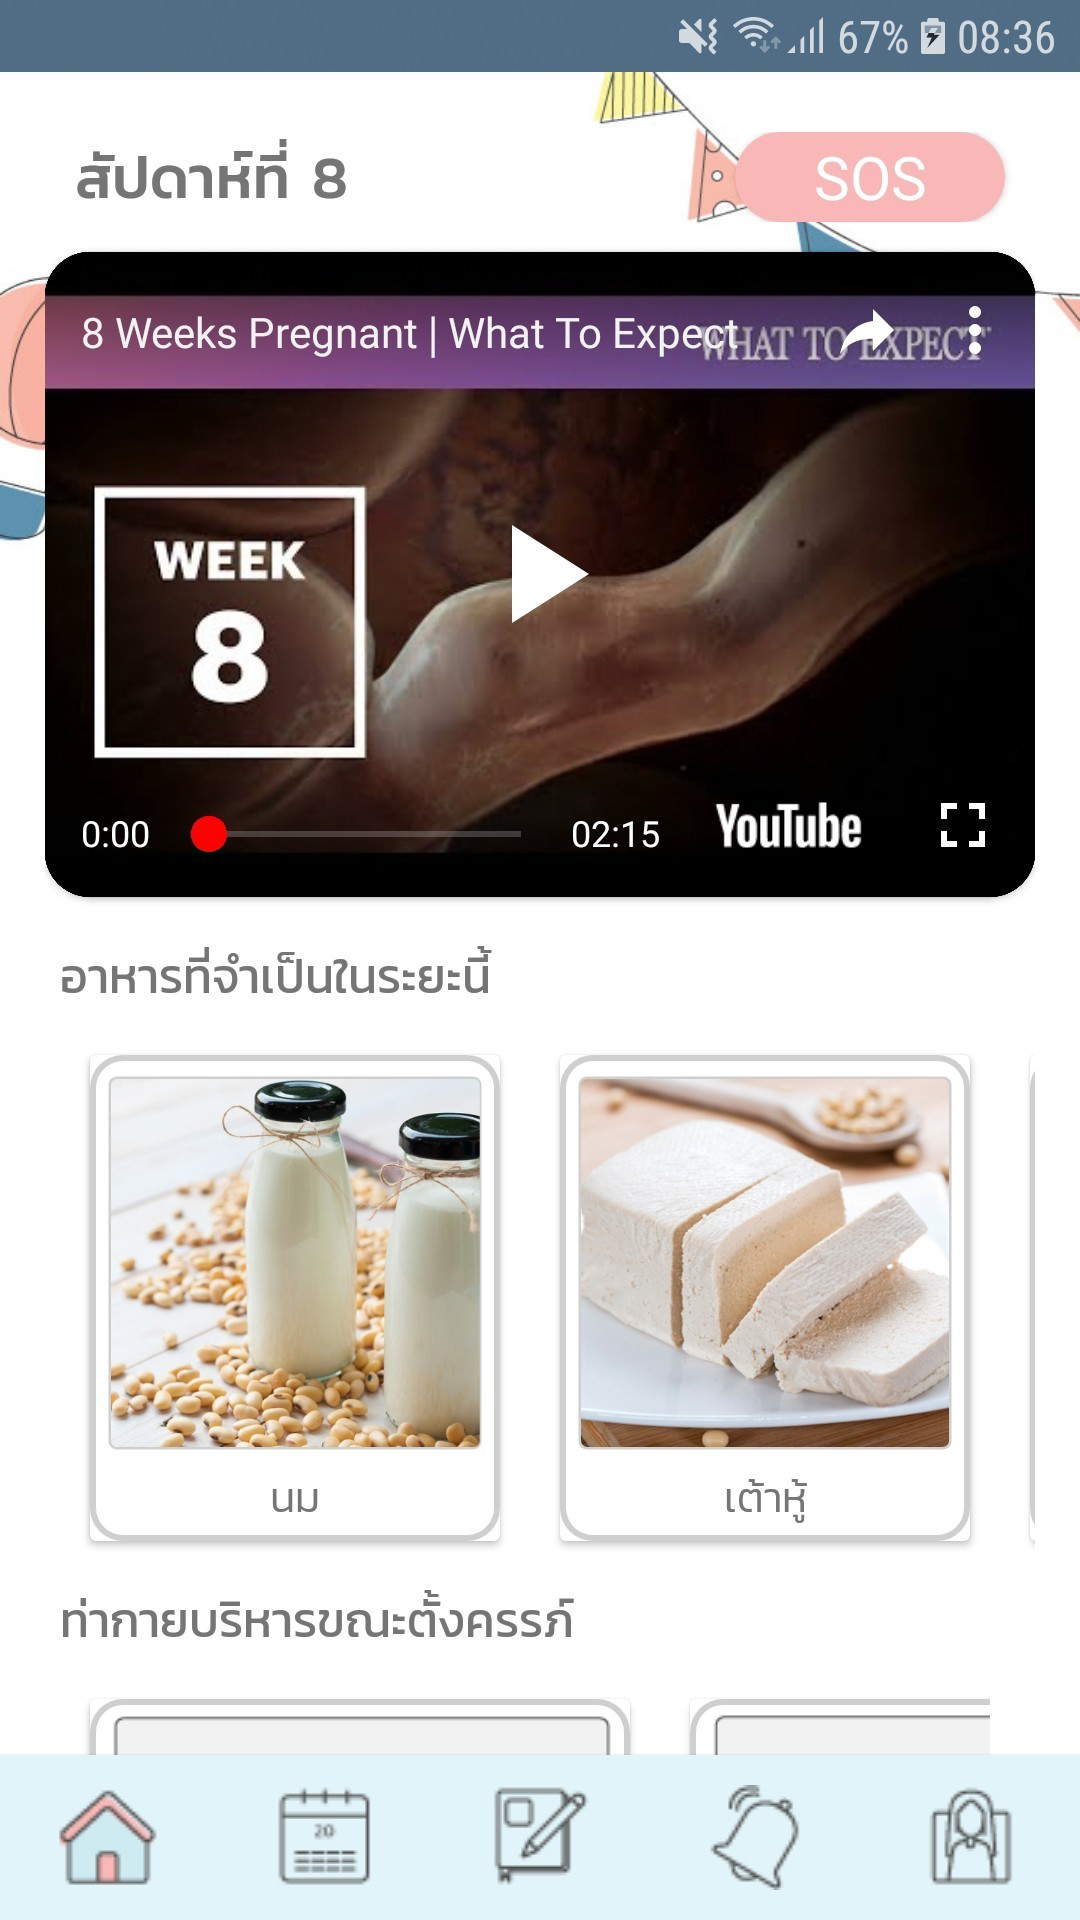 67% 08:36
สัปดาห์ที่ 8
SOS
8 Weeks Pregnant | What To Expect
WHAT TO EXPECT
WEEK
8
0:00
02:15
YouTube
อาหารที่จำเป็นในระยะนี้
นม
เต้าหู้
ท่ากายบริหารขณะตั้งครรภ์
20